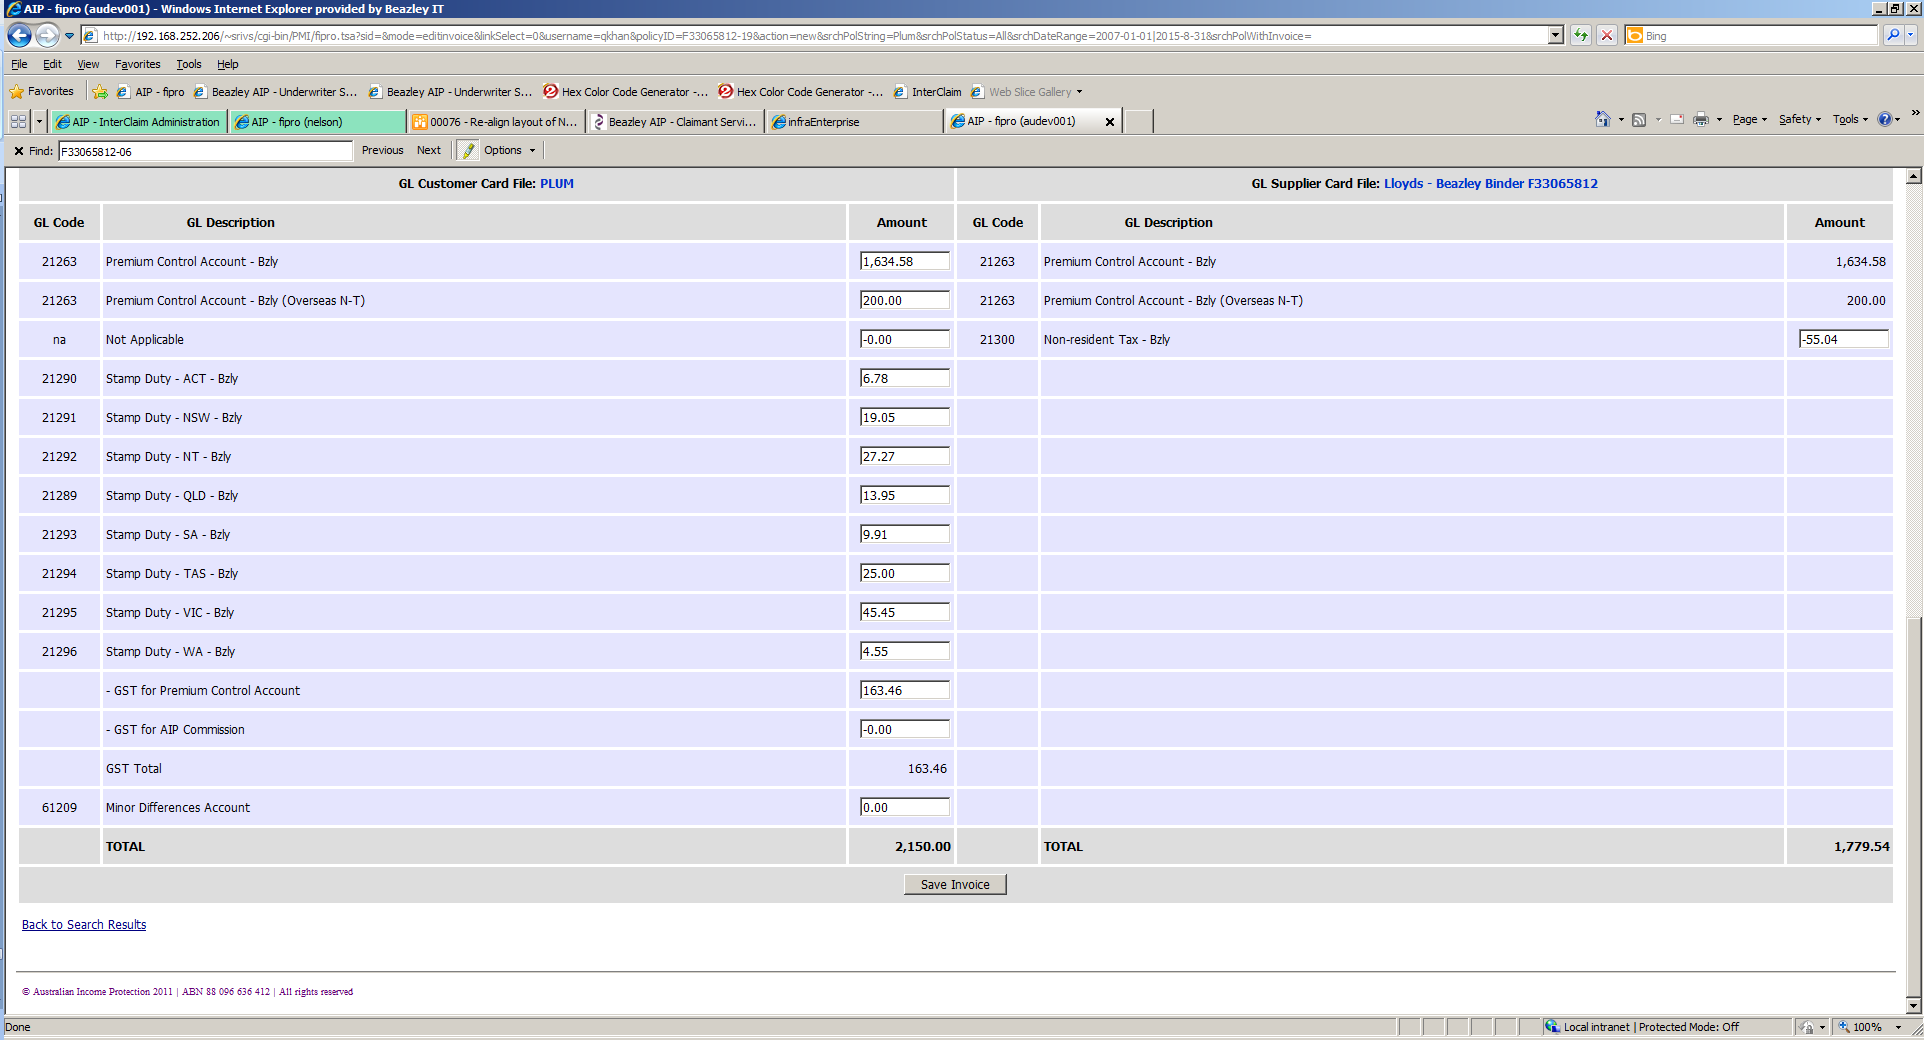 AIP - fipro (audev001) - Windows Internet Explorer provided by Beazley IT
http://192.168.252.206/~srivs/cgi-bin/PMI/fipro.tsa?sid=&mode=editinvoice&linkSelect=0&username=qkhan&policyID=F33065812-19&action=new&srchPolString=Plum&srchPolStatus=All&srchDateRange=2007-01-01|2015-8-31&srchPolWithInvoice= Bing
File Edit View Favorites Tools Help
Favorites AIP - fipro Beazley AIP - Underwriter S... Beazley AIP - Underwriter S... Hex Color Code Generator -... Hex Color Code Generator -... InterClaim Web Slice Gallery
AIP - InterClaim Administration AIP - fipro (nelson) 00076 - Re-align layout of N... Beazley AIP - Claimant Servi... infraEnterprise AIP - fipro (audev001) Page Safety Tools
Find: F33065812-06 Previous Next Options
GL Customer Card File: PLUM GL Supplier Card File: Lloyds - Beazley Binder F33065812
GL Code GL Description Amount GL Code GL Description Amount
21263 Premium Control Account - Bzly 1,634.58 21263 Premium Control Account - Bzly 1,634.58
21263 Premium Control Account - Bzly (Overseas N-T) 200.00 21263 Premium Control Account - Bzly (Overseas N-T) 200.00
na Not Applicable -0.00 21300 Non-resident Tax - Bzly -55.04
21290 Stamp Duty - ACT - Bzly 6.78
21291 Stamp Duty - NSW - Bzly 19.05
21292 Stamp Duty - NT - Bzly 27.27
21289 Stamp Duty - QLD - Bzly 13.95
21293 Stamp Duty - SA - Bzly 9.91
21294 Stamp Duty - TAS - Bzly 25.00
21295 Stamp Duty - VIC - Bzly 45.45
21296 Stamp Duty - WA - Bzly 4.55
- GST for Premium Control Account 163.46
- GST for AIP Commission -0.00
GST Total 163.46
61209 Minor Differences Account 0.00
TOTAL 2,150.00 TOTAL 1,779.54
Save Invoice
Back to Search Results
© Australian Income Protection 2011 | ABN 88 096 636 412 | All rights reserved
Done Local intranet | Protected Mode: Off 100%